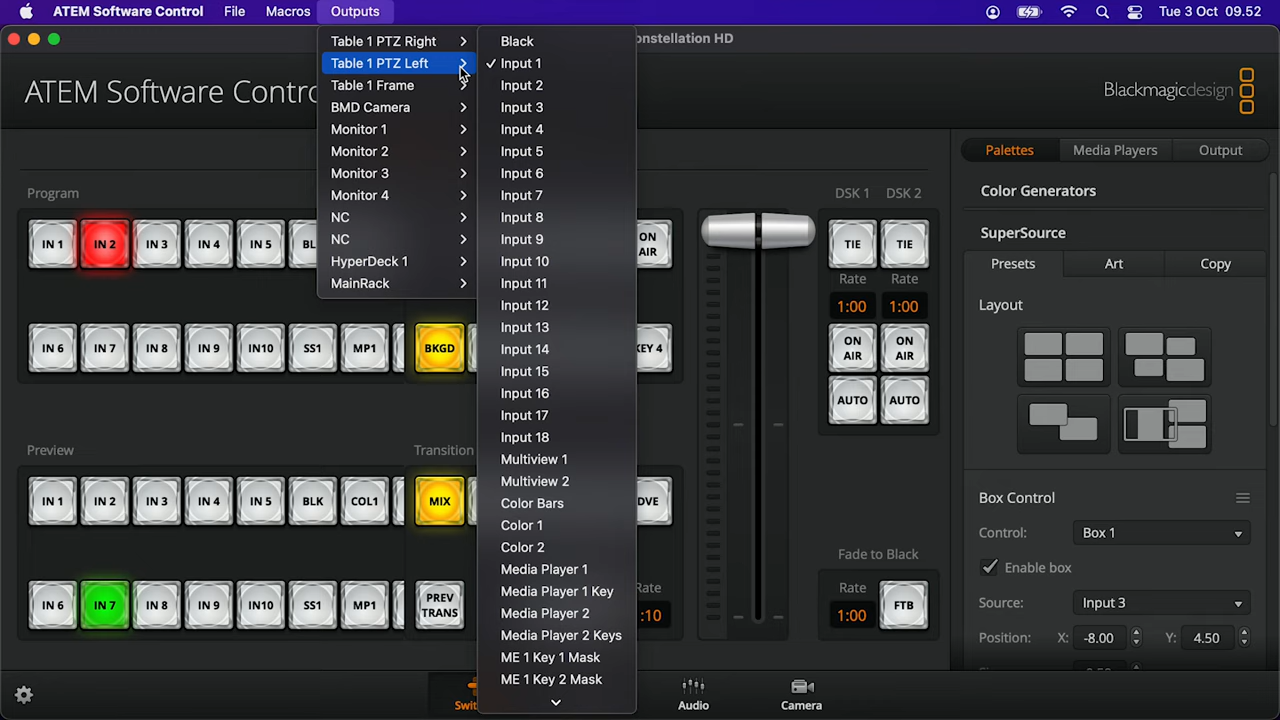 ATEM Software Control File Macros Outputs Tue 3 Oct 09.52
onstellation HD
ATEM Software Contro
Blackmagicdesign
Table 1 PTZ Right
Table 1 PTZ Left
Table 1 Frame
BMD Camera
Monitor 1
Monitor 2
Monitor 3
Monitor 4
NC
NC
HyperDeck 1
MainRack
Black
Input 1
Input 2
Input 3
Input 4
Input 5
Input 6
Input 7
Input 8
Input 9
Input 10
Input 11
Input 12
Input 13
Input 14
Input 15
Input 16
Input 17
Input 18
Multiview 1
Multiview 2
Color Bars
Color 1
Color 2
Media Player 1
Media Player 1 Key
Media Player 2
Media Player 2 Keys
ME 1 Key 1 Mask
ME 1 Key 2 Mask
Program
IN 1 IN 2 IN 3 IN 4 IN 5 BL
IN 6 IN 7 IN 8 IN 9 IN10 SS1 MP1
ON
AIR
BKGD
KEY 4
Preview
IN 1 IN 2 IN 3 IN 4 IN 5 BLK COL1
IN 6 IN 7 IN 8 IN 9 IN10 SS1 MP1
Transition
MIX
DVE
PREV
TRANS
Rate
:10
DSK 1 DSK 2
TIE TIE
Rate Rate
1:00 1:00
ON
AIR
ON
AIR
AUTO AUTO
Fade to Black
Rate
1:00
FTB
Palettes Media Players Output
Color Generators
SuperSource
Presets Art Copy
Layout
Box Control
Control: Box 1
Enable box
Source: Input 3
Position: X: -8.00 Y: 4.50
Swit
Audio
Camera